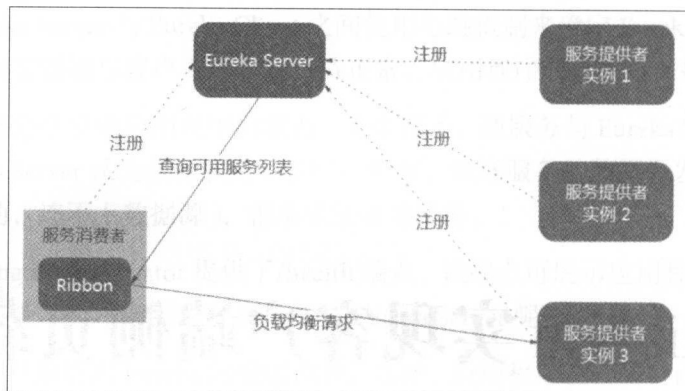 Eureka Server
注册
服务提供者
实例 1
注册
注册
查询可用服务列表
服务提供者
实例 2
注册
服务消费者
Ribbon
负载均衡请求
服务提供者
实例 3